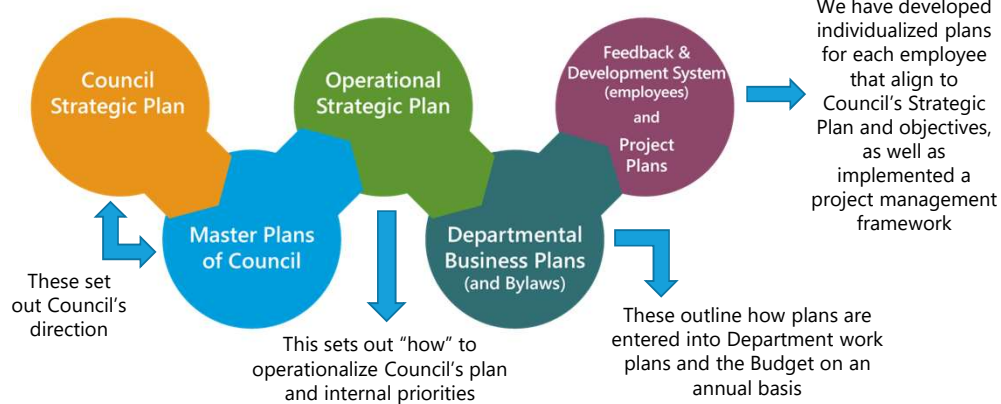 Council
Strategic Plan
Master Plans
of Council
Operational
Strategic Plan
Departmental
Business Plans
(and Bylaws)
Feedback &
Development System
(employees)
and
Project
Plans
We have developed
individualized plans
for each employee
that align to
Council's Strategic
Plan and objectives,
as well as
implemented a
project management
framework
These set
out Council's
direction
This sets out “how” to
operationalize Council's plan
and internal priorities
These outline how plans are
entered into Department work
plans and the Budget on an
annual basis